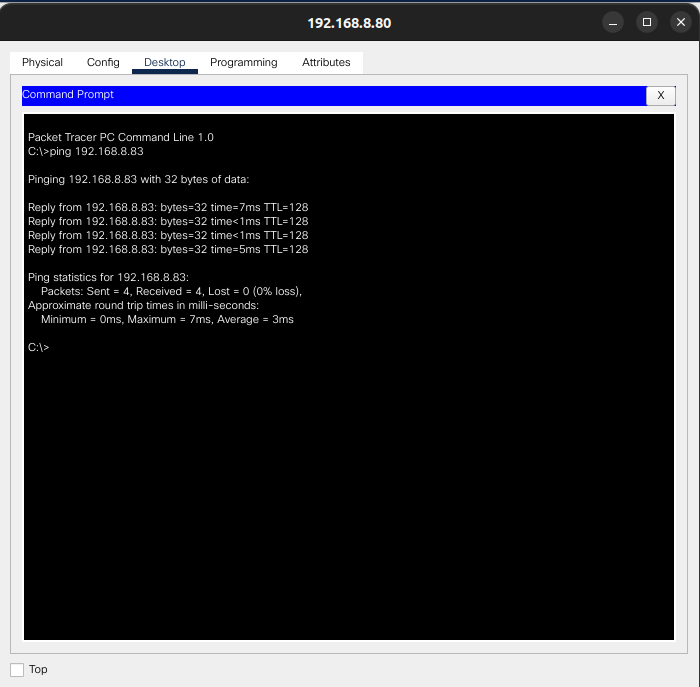 192.168.8.80
Physical Config Desktop Programming Attributes
Command Prompt X
Packet Tracer PC Command Line 1.0
C:\>ping 192.168.8.83
Pinging 192.168.8.83 with 32 bytes of data:
Reply from 192.168.8.83: bytes=32 time=7ms TTL=128
Reply from 192.168.8.83: bytes=32 time<1ms TTL=128
Reply from 192.168.8.83: bytes=32 time<1ms TTL=128
Reply from 192.168.8.83: bytes=32 time=5ms TTL=128
Ping statistics for 192.168.8.83:
Packets: Sent = 4, Received = 4, Lost = 0 (0% loss),
Approximate round trip times in milli-seconds:
Minimum = 0ms, Maximum = 7ms, Average = 3ms
C:\>
Top